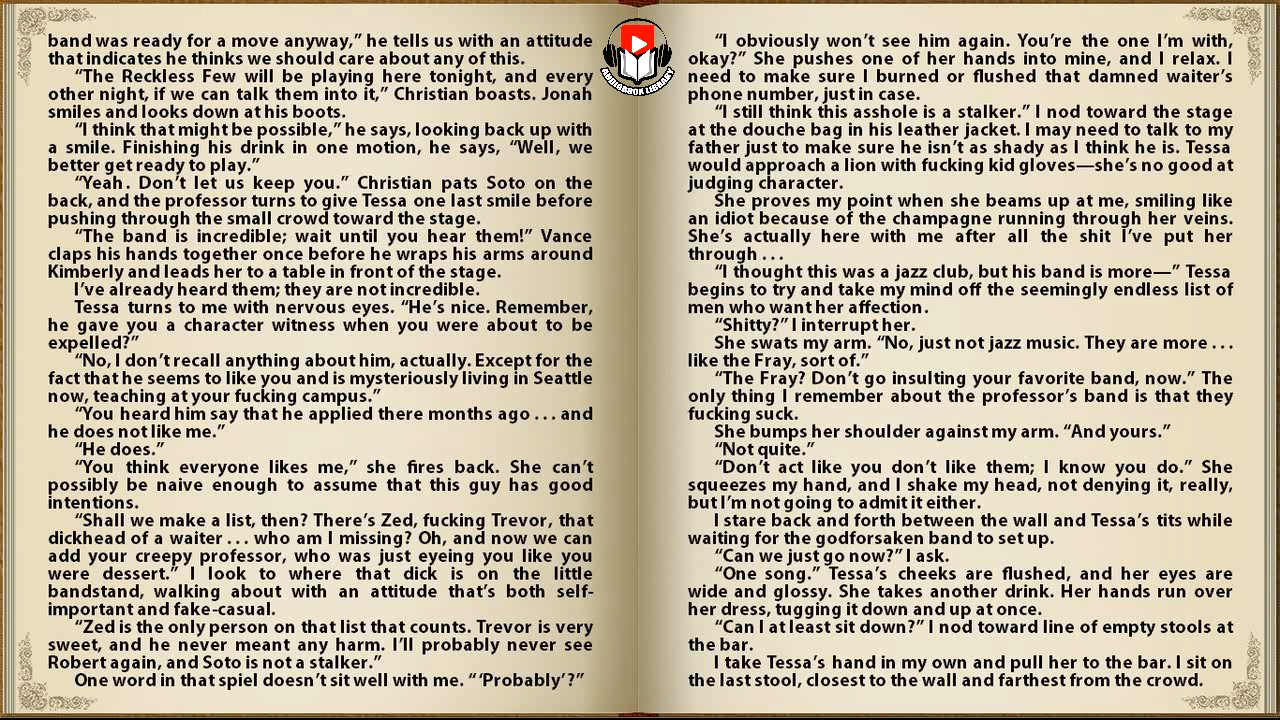 band was ready for a move anyway,” he tells us with an attitude
that indicates he thinks we should care about any of this.
“The Reckless Few will be playing here tonight, and every
other night, if we can talk them into it,” Christian boasts. Jonah
smiles and looks down at his boots.
“I think that might be possible,” he says, looking back up with
a smile. Finishing his drink in one motion, he says, “Well, we
better get ready to play.”
“Yeah. Don’t let us keep you.” Christian pats Soto on the
back, and the professor turns to give Tessa one last smile before
pushing through the small crowd toward the stage.
“The band is incredible; wait until you hear them!” Vance
claps his hands together once before he wraps his arms around
Kimberly and leads her to a table in front of the stage.
I’ve already heard them; they are not incredible.
Tessa turns to me with nervous eyes. “He’s nice. Remember,
he gave you a character witness when you were about to be
expelled?”
“No, I don’t recall anything about him, actually. Except for the
fact that he seems to like you and is mysteriously living in Seattle
now, teaching at your fucking campus.”
“You heard him say that he applied there months ago . . . and
he does not like me.”
“He does.”
“You think everyone likes me,” she fires back. She can’t
possibly be naive enough to assume that this guy has good
intentions.
“Shall we make a list, then? There’s Zed, fucking Trevor, that
dickhead of a waiter . . . who am I missing? Oh, and now we can
add your creepy professor, who was just eyeing you like you
were dessert.” I look to where that dick is on the little
bandstand, walking about with an attitude that’s both self-
important and fake-casual.
“Zed is the only person on that list that counts. Trevor is very
sweet, and he never meant any harm. I’ll probably never see
Robert again, and Soto is not a stalker.”
One word in that spiel doesn’t sit well with me. “ ‘Probably’?”
AUDIOBOOK LIBRARY
“I obviously won’t see him again. You’re the one I’m with,
okay?” She pushes one of her hands into mine, and I relax. I
need to make sure I burned or flushed that damned waiter’s
phone number, just in case.
“I still think this asshole is a stalker.” I nod toward the stage
at the douche bag in his leather jacket. I may need to talk to my
father just to make sure he isn’t as shady as I think he is. Tessa
would approach a lion with fucking kid gloves—she’s no good at
judging character.
She proves my point when she beams up at me, smiling like
an idiot because of the champagne running through her veins.
She’s actually here with me after all the shit I’ve put her
through . . .
“I thought this was a jazz club, but his band is more—” Tessa
begins to try and take my mind off the seemingly endless list of
men who want her affection.
“Shitty?” I interrupt her.
She swats my arm. “No, just not jazz music. They are more . . .
like the Fray, sort of.”
“The Fray? Don’t go insulting your favorite band, now.” The
only thing I remember about the professor’s band is that they
fucking suck.
She bumps her shoulder against my arm. “And yours.”
“Not quite.”
“Don’t act like you don’t like them; I know you do.” She
squeezes my hand, and I shake my head, not denying it, really,
but I’m not going to admit it either.
I stare back and forth between the wall and Tessa’s tits while
waiting for the godforsaken band to set up.
“Can we just go now?” I ask.
“One song.” Tessa’s cheeks are flushed, and her eyes are
wide and glossy. She takes another drink. Her hands run over
her dress, tugging it down and up at once.
“Can I at least sit down?” I nod toward line of empty stools at
the bar.
I take Tessa’s hand in my own and pull her to the bar. I sit on
the last stool, closest to the wall and farthest from the crowd.